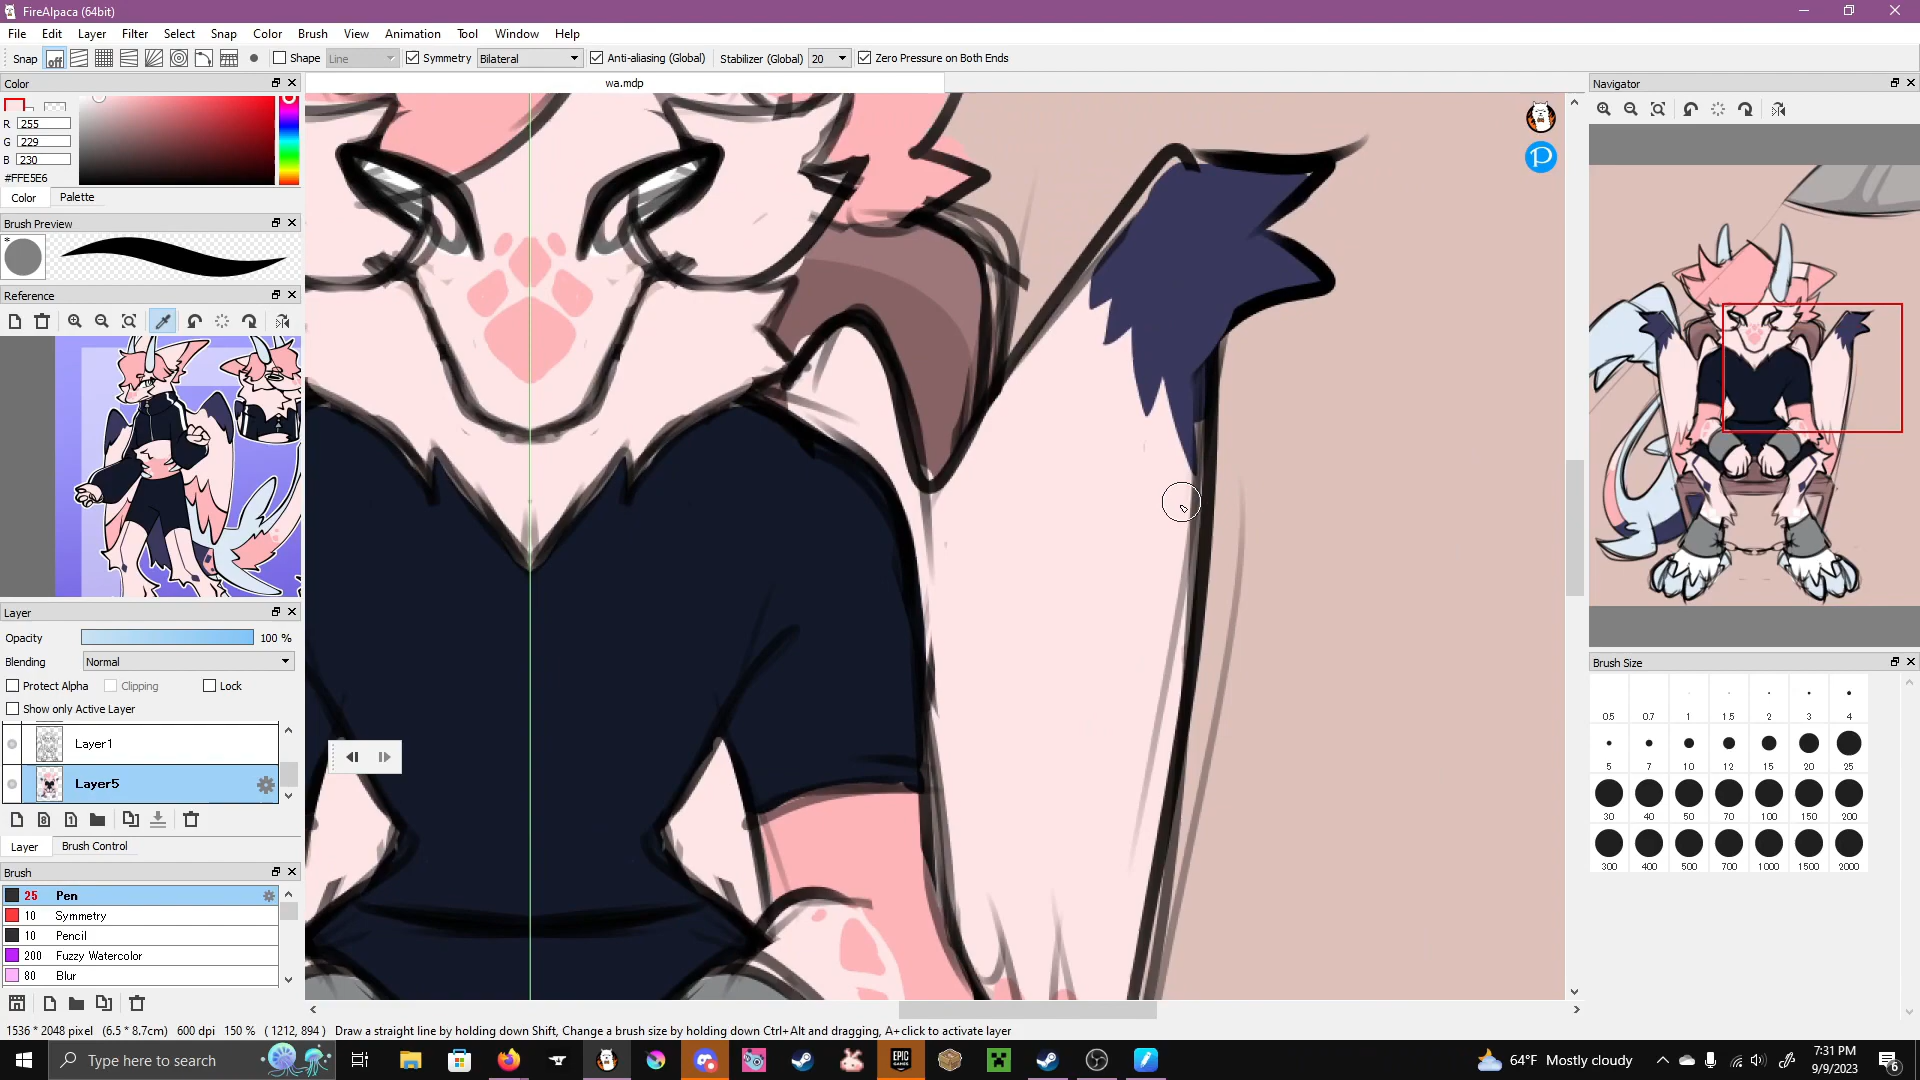 FireAlpaca (64bit)
File Edit Layer Filter Select Snap Color Brush View Animation Tool Window Help
Snap off Shape Line Symmetry Bilateral Anti-aliasing (Global) Stabilizer (Global) 20 Zero Pressure on Both Ends
Color
wa.mdp
Navigator
R 255
G 229
B 230
#FFE5E6
Color Palette
Brush Preview
*
Reference
Layer
Opacity 100 %
Blending Normal
Protect Alpha Clipping Lock
Show only Active Layer
Layer1
Layer5
Layer Brush Control
Brush
25 Pen
10 Symmetry
10 Pencil
200 Fuzzy Watercolor
80 Blur
Brush Size
0.5 0.7 1 1.5 2 3 4
5 7 10 12 15 20 25
30 40 50 70 100 150 200
300 400 500 700 1000 1500 2000
1536 * 2048 pixel (6.5 * 8.7cm) 600 dpi 150 % ( 1212, 894 ) Draw a straight line by holding down Shift, Change a brush size by holding down Ctrl+Alt and dragging, A+click to activate layer
Type here to search
EPIC GAMES
64°F Mostly cloudy
7:31 PM
9/9/2023
6